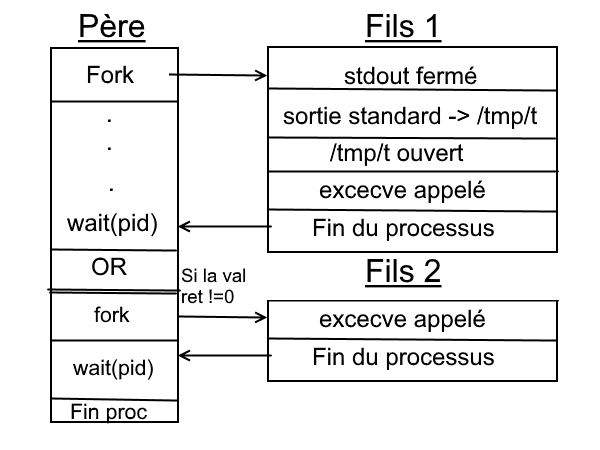 Père
Fork
.
.
.
wait(pid)
OR
Si la val
ret !=0
fork
wait(pid)
Fin proc
Fils 1
stdout fermé
sortie standard -> /tmp/t
/tmp/t ouvert
excecve appelé
Fin du processus
Fils 2
excecve appelé
Fin du processus